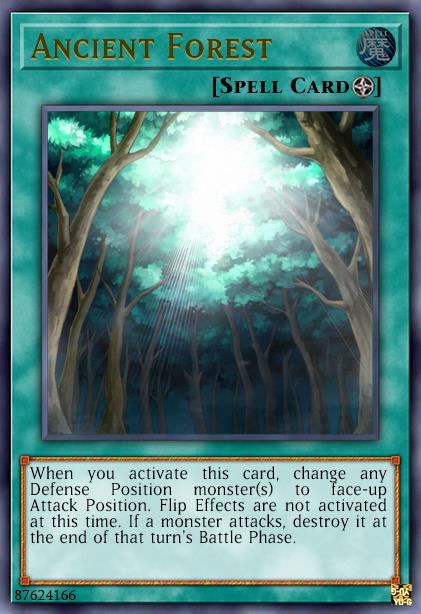 ANCIENT FOREST
SPELL
魔
[SPELL CARD]
When you activate this card, change any
Defense Position monster(s) to face-up
Attack Position. Flip Effects are not activated
at this time. If a monster attacks, destroy it at
the end of that turn's Battle Phase.
87624166